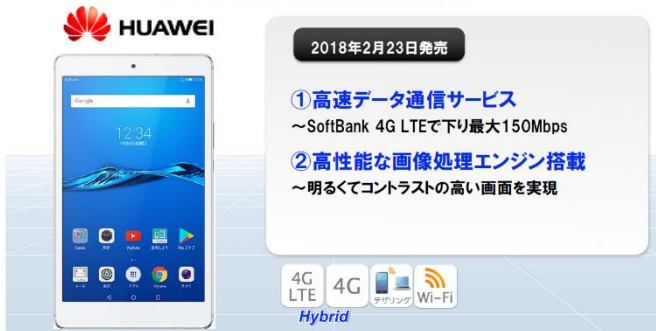 HUAWEI
2018年2月23日発売
①高速データ通信サービス
～SoftBank 4G LTEで下り最大150Mbps
②高性能な画像処理エンジン搭載
～明るくてコントラストの高い画面を実現
Google
12:34
YouTube
4G LTE
4G
テザリング
Wi-Fi
Hybrid